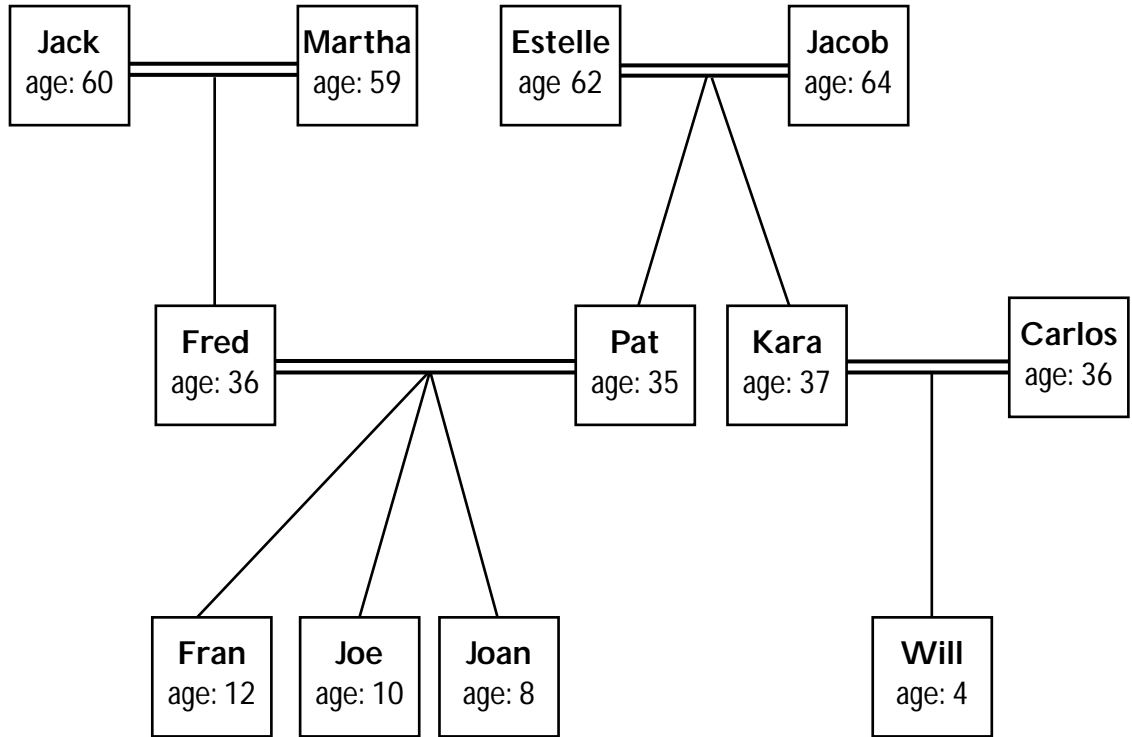 Jack
age: 60
Martha
age: 59
Estelle
age 62
Jacob
age: 64
Fred
age: 36
Pat
age: 35
Kara
age: 37
Carlos
age: 36
Fran
age: 12
Joe
age: 10
Joan
age: 8
Will
age: 4